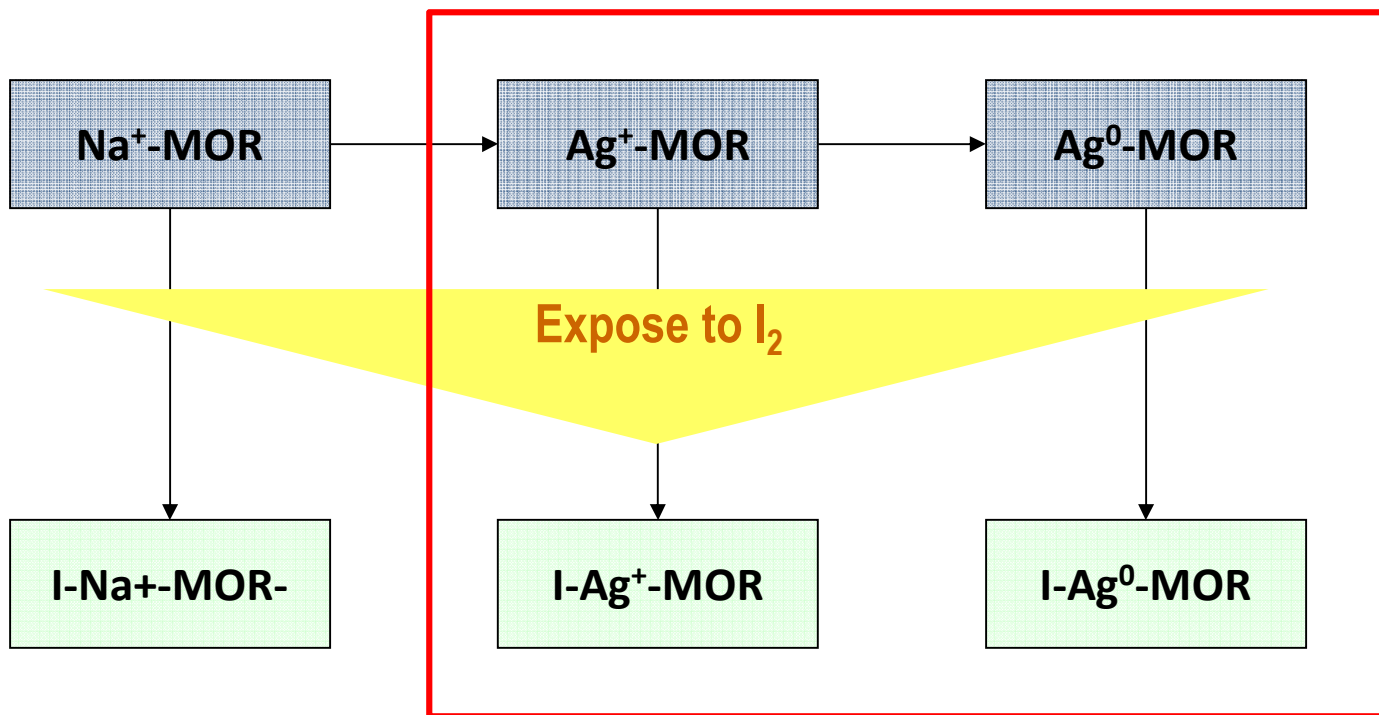 Na⁺-MOR
Ag⁺-MOR
Ag⁰-MOR
Expose to I₂
I-Na+-MOR-
I-Ag⁺-MOR
I-Ag⁰-MOR